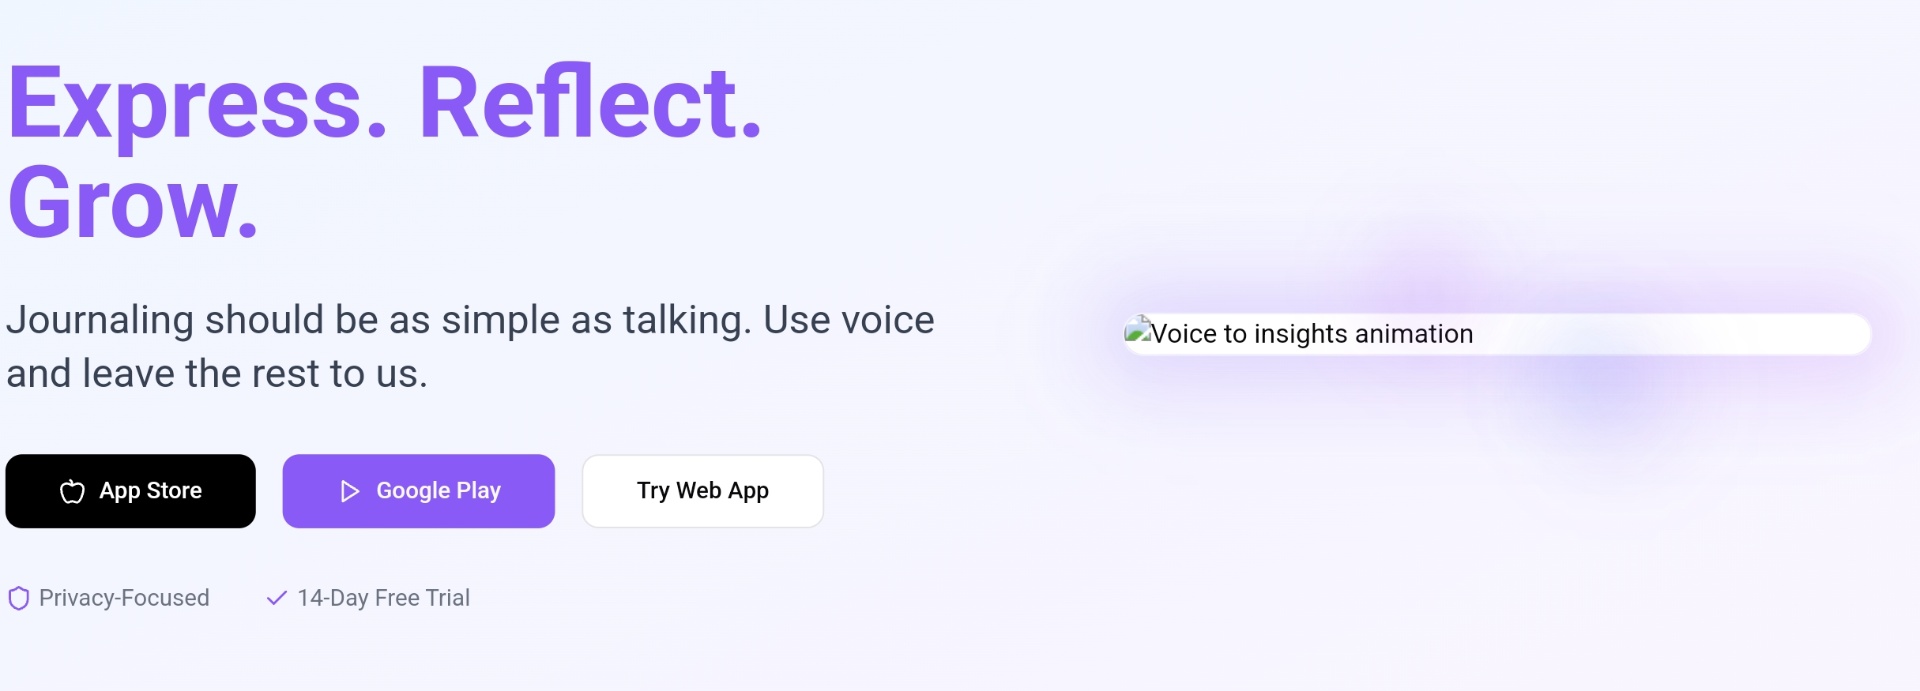 Express. Reflect.
Grow.
Journaling should be as simple as talking. Use voice
and leave the rest to us.
App Store
Google Play
Try Web App
Privacy-Focused
14-Day Free Trial
Voice to insights animation